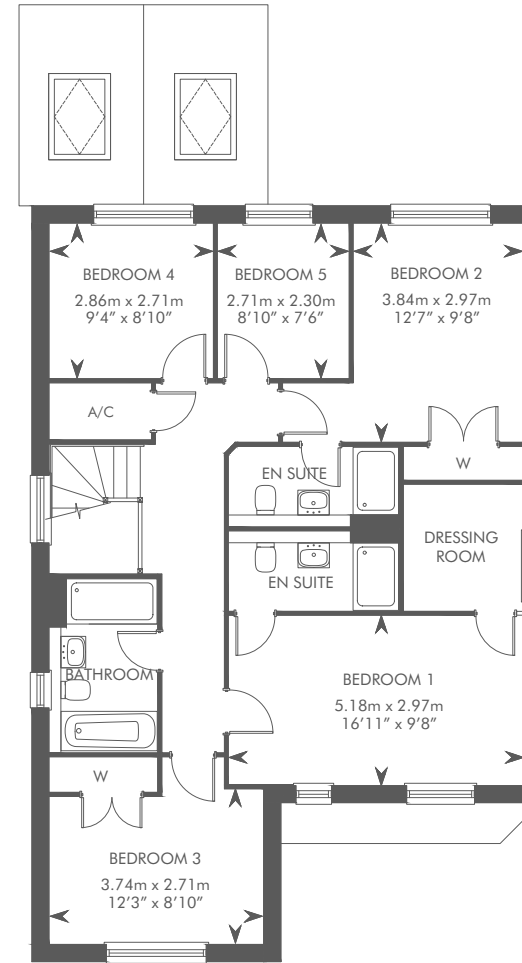 BEDROOM 4
2.86m x 2.71m
9’4” x 8’10”
BEDROOM 5
2.71m x 2.30m
8’10” x 7’6”
BEDROOM 2
3.84m x 2.97m
12’7” x 9’8”
A/C
W
EN SUITE
DRESSING
ROOM
EN SUITE
BATHROOM
BEDROOM 1
5.18m x 2.97m
16’11” x 9’8”
W
BEDROOM 3
3.74m x 2.71m
12’3” x 8’10”